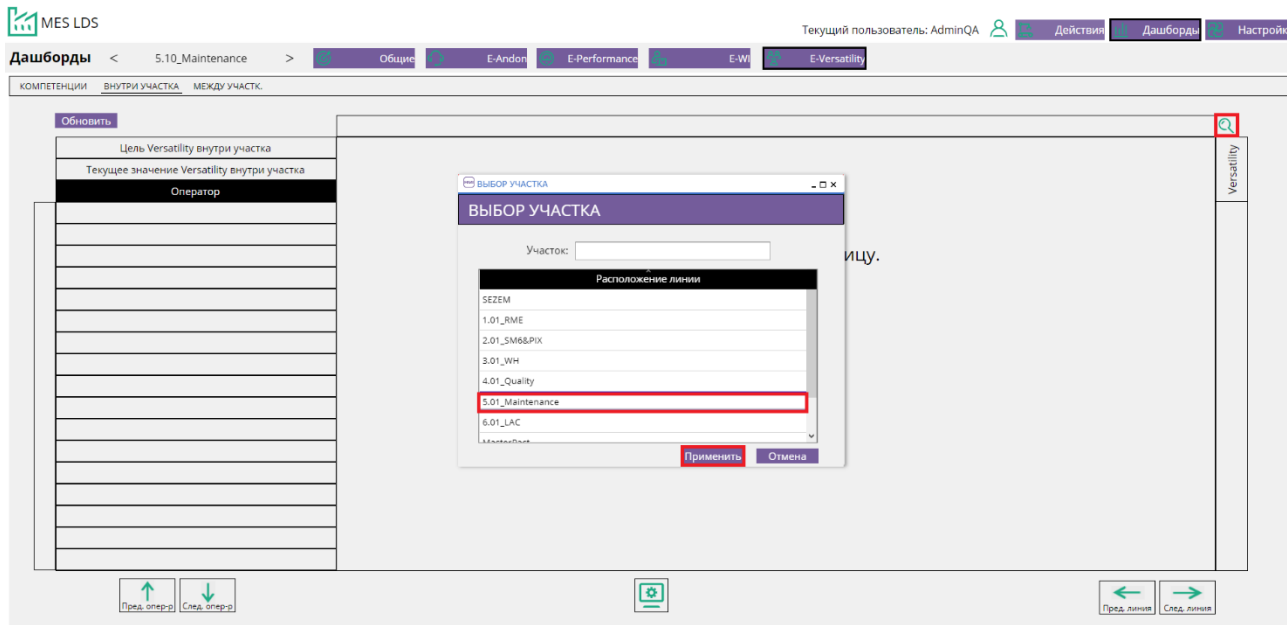 MES LDS
Текущий пользователь: AdminQA
Действия
Дашборды
Настройк
Дашборды < 5.10_Maintenance >
Общие
E-Andon
E-Performance
E-WI
E-Versatility
КОМПЕТЕНЦИИ ВНУТРИ УЧАСТКА МЕЖДУ УЧАСТК.
Обновить
Цель Versatility внутри участка
Текущее значение Versatility внутри участка
Оператор
Versatility
ВЫБОР УЧАСТКА
ВЫБОР УЧАСТКА
Участок:
ицу.
Расположение линии
SEZEM
1.01_RME
2.01_SM6&PIX
3.01_WH
4.01_Quality
5.01_Maintenance
6.01_LAC
MasterPact
Применить Отмена
Пред. опер-р
След. опер-р
Пред. линия
След. линия